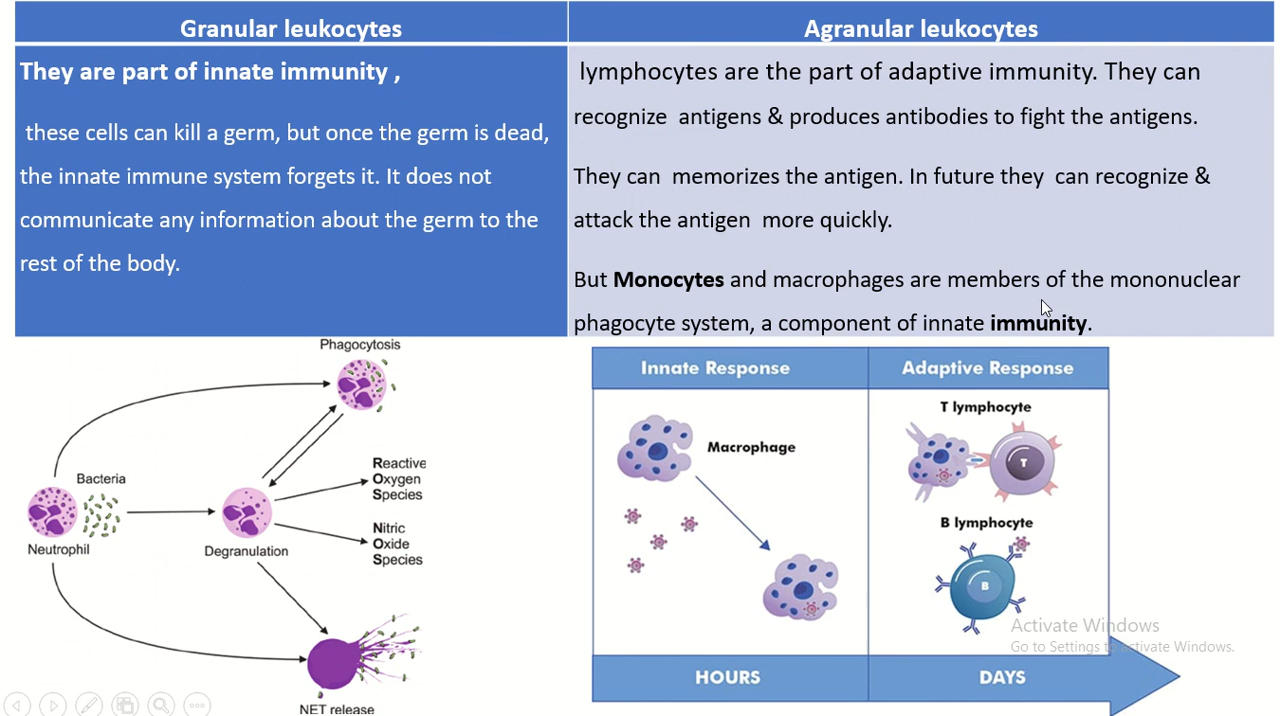 Granular leukocytes
Agranular leukocytes
They are part of innate immunity ,
these cells can kill a germ, but once the germ is dead,
the innate immune system forgets it. It does not
communicate any information about the germ to the
rest of the body.
lymphocytes are the part of adaptive immunity. They can
recognize antigens & produces antibodies to fight the antigens.
They can memorizes the antigen. In future they can recognize &
attack the antigen more quickly.
But Monocytes and macrophages are members of the mononuclear
phagocyte system, a component of innate immunity.
Phagocytosis
Bacteria
Neutrophil
Degranulation
Reactive
Oxygen
Species
Nitric
Oxide
Species
NET release
Innate Response
Adaptive Response
Macrophage
T lymphocyte
T
B lymphocyte
B
HOURS
DAYS
Activate Windows
Go to Settings to activate Windows.